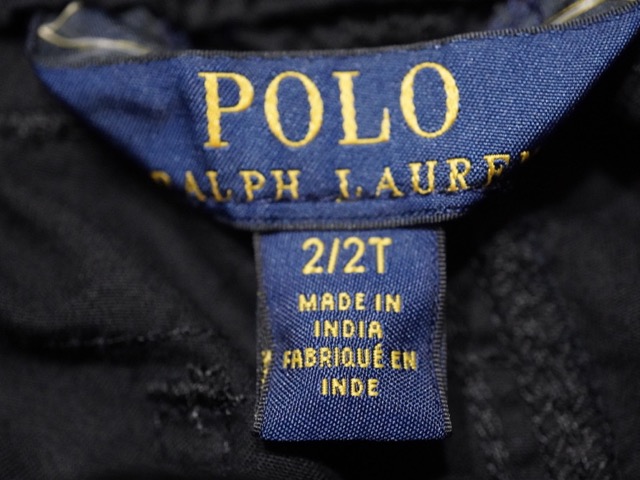 POLO
RALPH LAUREN
2/2T
MADE IN
INDIA
FABRIQUÉ EN
INDE